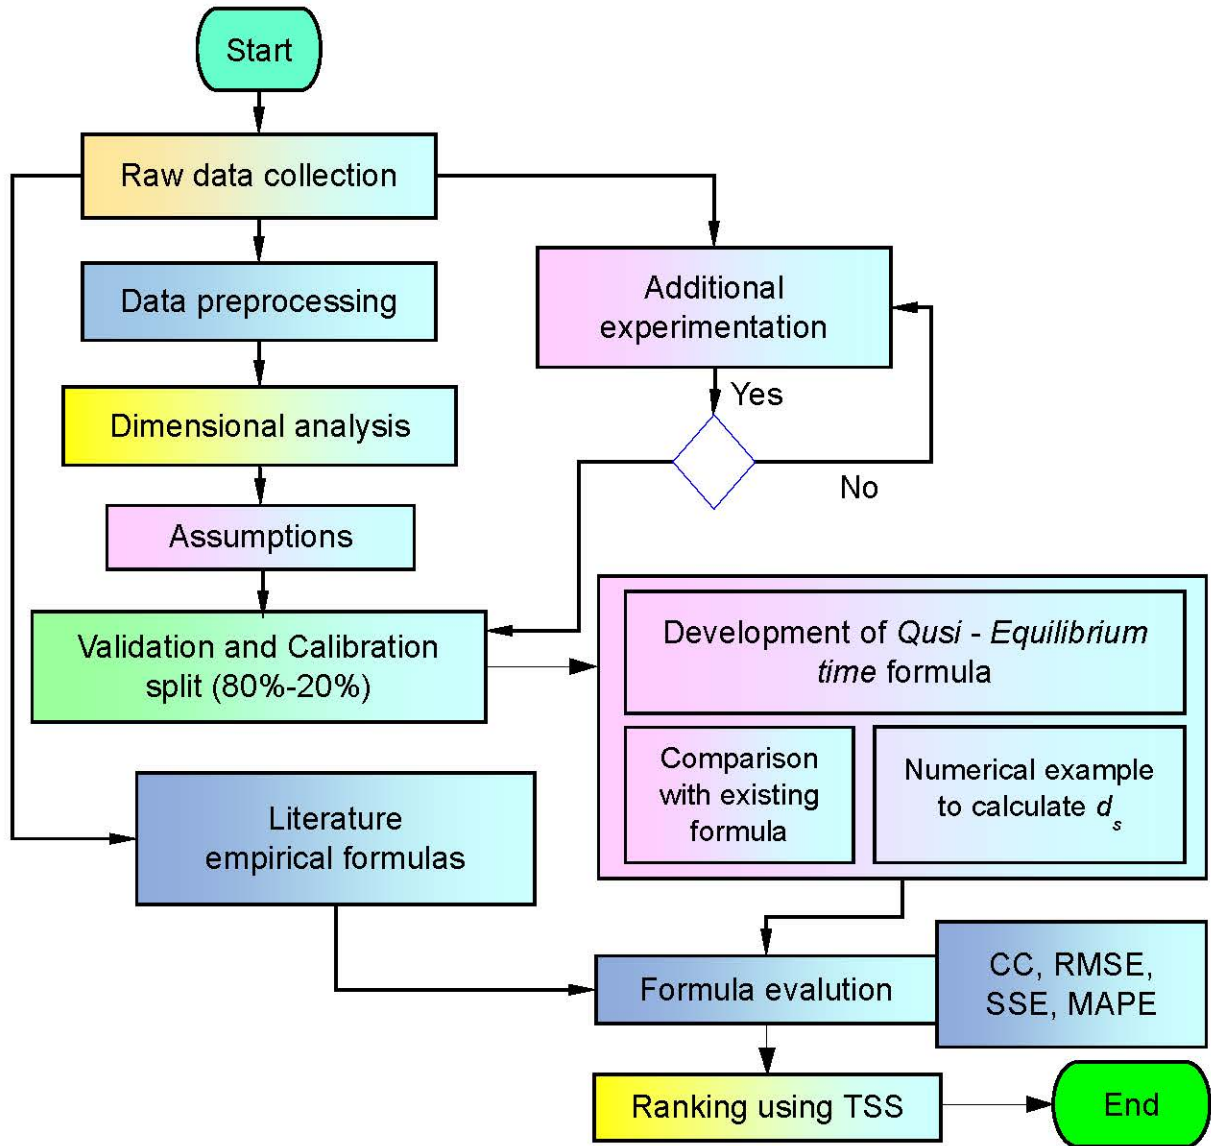 Start
Raw data collection
Data preprocessing
Additional
experimentation
Yes
No
Dimensional analysis
Assumptions
Validation and Calibration
split (80%-20%)
Development of Qusi - Equilibrium
time formula
Comparison
with existing
formula
Numerical example
to calculate ds
Literature
empirical formulas
Formula evalution
CC, RMSE,
SSE, MAPE
Ranking using TSS
End